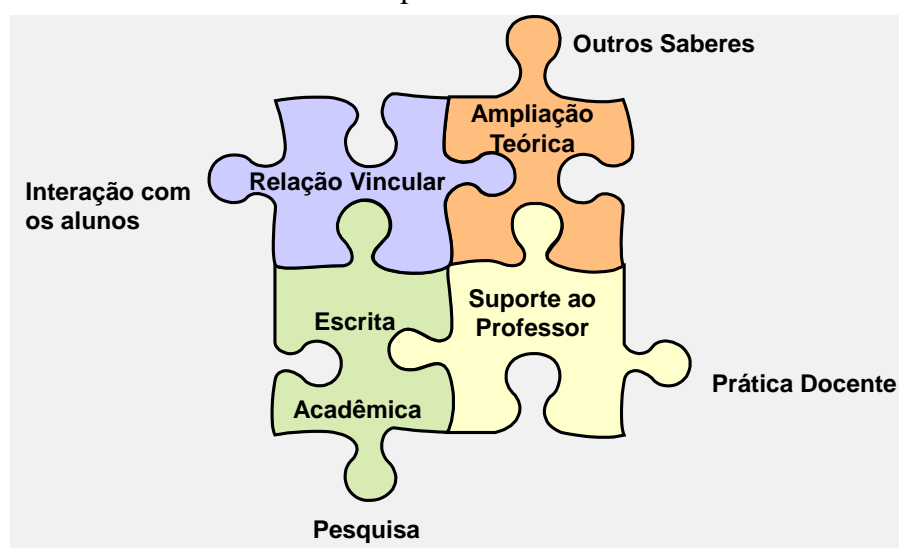 Outros Saberes
Ampliação
Teórica
Relação Vincular
Interação com
os alunos
Suporte ao
Professor
Escrita
Acadêmica
Prática Docente
Pesquisa